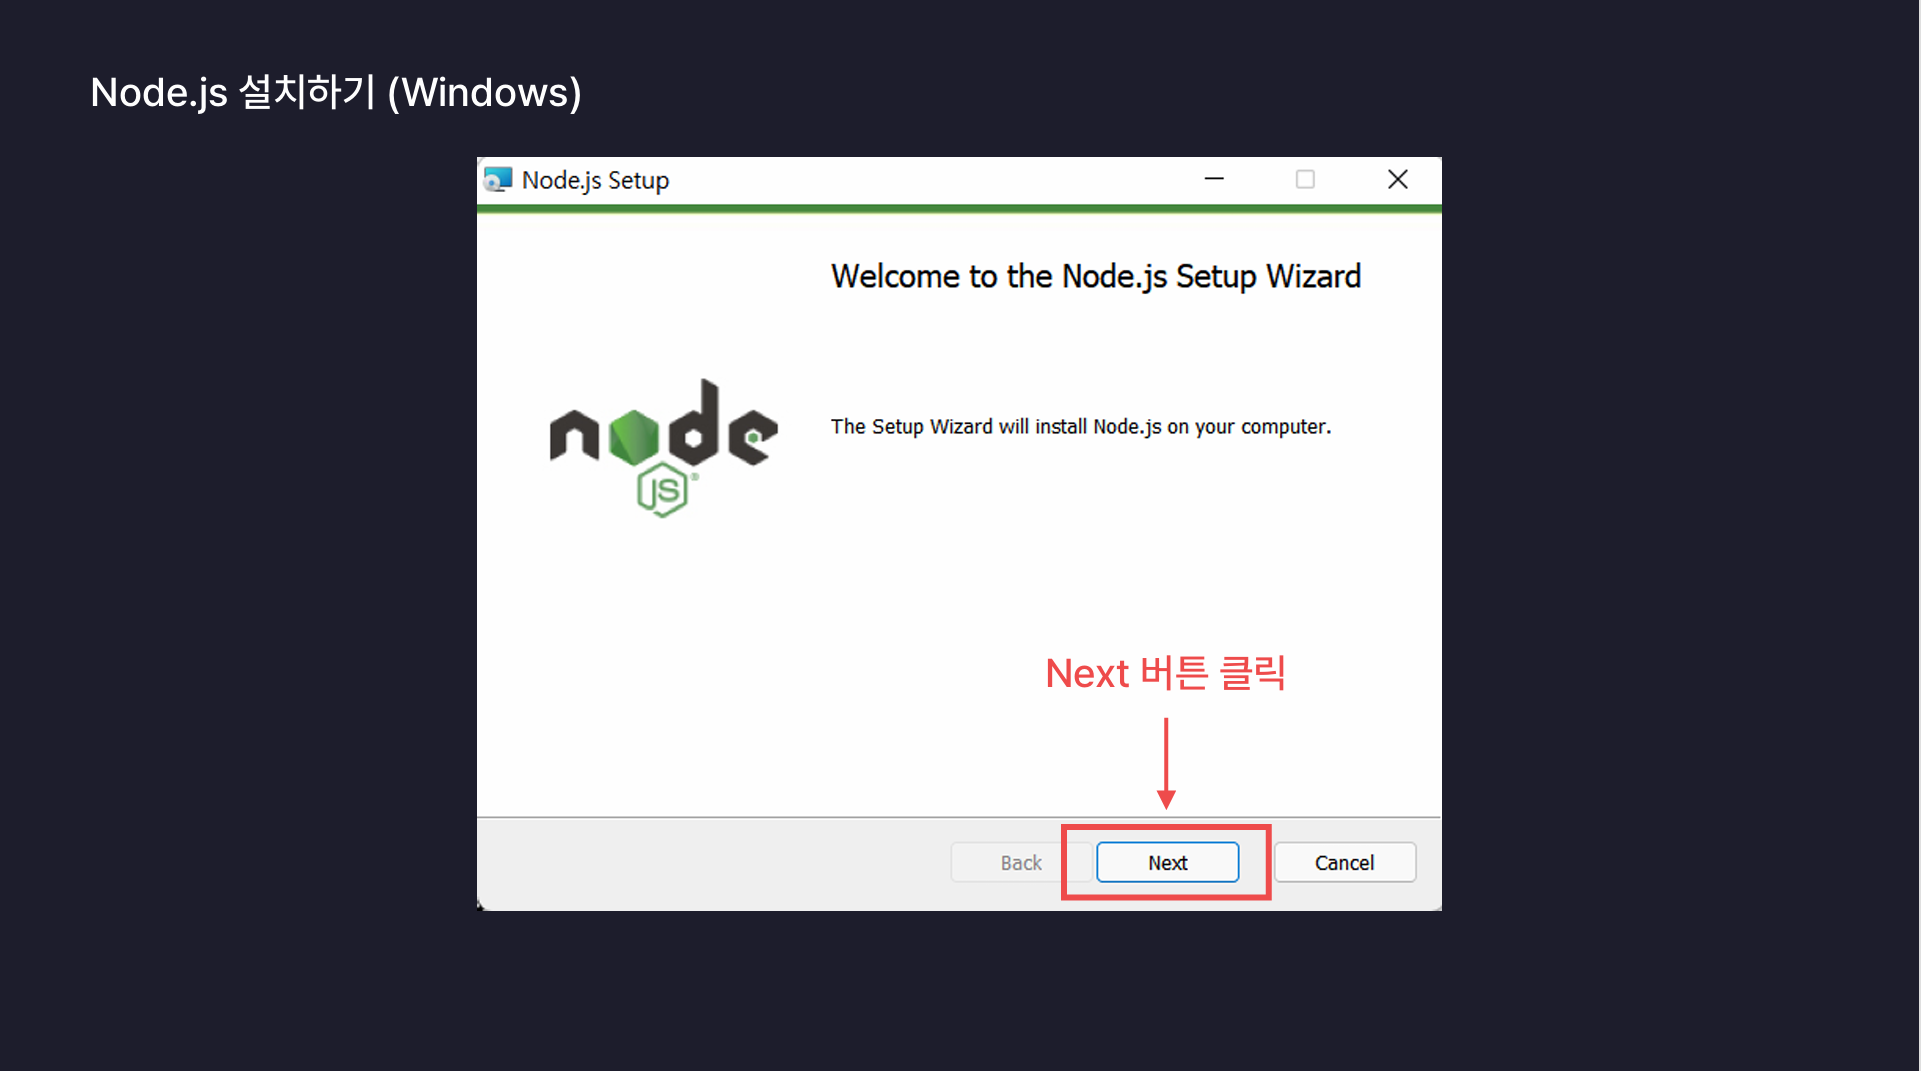 Node.js 설치하기 (Windows)
Node.js Setup
Welcome to the Node.js Setup Wizard
node
JS®
The Setup Wizard will install Node.js on your computer.
Next 버튼 클릭
Back Next Cancel